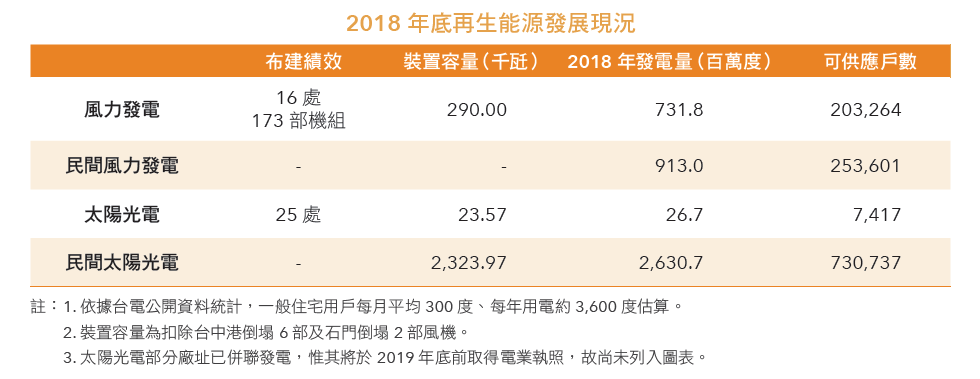 2018 年底再生能源發展現況
布建績效 裝置容量（千瓩） 2018 年發電量（百萬度） 可供應戶數
風力發電 16 處 290.00 731.8 203,264
173 部機組
民間風力發電 - - 913.0 253,601
太陽光電 25 處 23.57 26.7 7,417
民間太陽光電 - 2,323.97 2,630.7 730,737
註：1. 依據台電公開資料統計，一般住宅用戶每月平均 300 度、每年用電約 3,600 度估算。
2. 裝置容量為扣除台中港倒塌 6 部及石門倒塌 2 部風機。
3. 太陽光電部分廠址已併聯發電，惟其將於 2019 年底前取得電業執照，故尚未列入圖表。